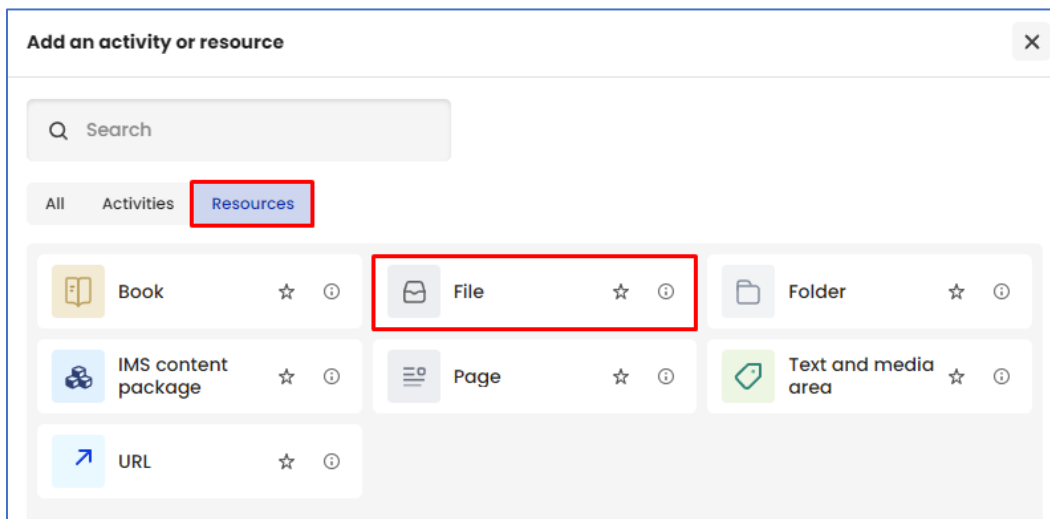 Add an activity or resource
Search
All Activities Resources
Book File Folder
IMS content
package
Page
Text and media
area
URL